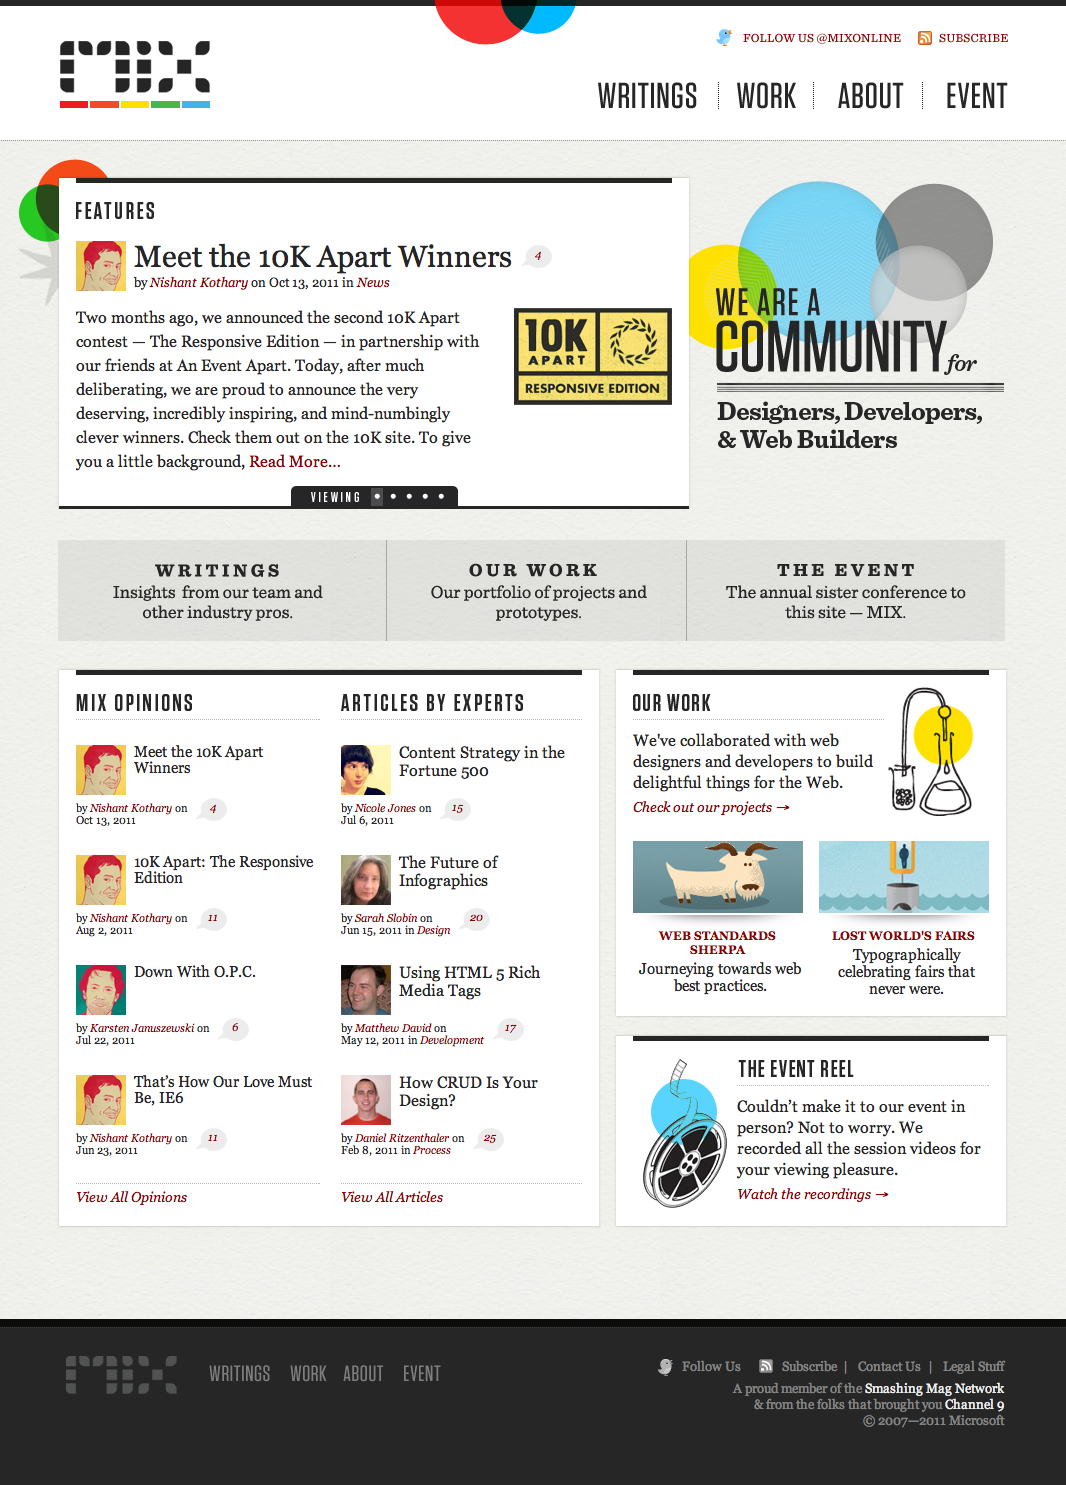 MIX
FOLLOW US @MIXONLINE
SUBSCRIBE
WRITINGS
WORK
ABOUT
EVENT
FEATURES
Meet the 10K Apart Winners
4
by Nishant Kothary on Oct 13, 2011 in News
Two months ago, we announced the second 10K Apart
contest — The Responsive Edition — in partnership with
our friends at An Event Apart. Today, after much
deliberating, we are proud to announce the very
deserving, incredibly inspiring, and mind-numbingly
clever winners. Check them out on the 10K site. To give
you a little background, Read More...
10K
APART
RESPONSIVE EDITION
VIEWING
WE ARE A
COMMUNITY for
Designers, Developers,
& Web Builders
WRITINGS
Insights from our team and
other industry pros.
OUR WORK
Our portfolio of projects and
prototypes.
THE EVENT
The annual sister conference to
this site — MIX.
MIX OPINIONS
Meet the 10K Apart
Winners
by Nishant Kothary on
Oct 13, 2011
4
10K Apart: The Responsive
Edition
by Nishant Kothary on
Aug 2, 2011
11
Down With O.P.C.
by Karsten Januszewski on
Jul 22, 2011
6
That's How Our Love Must
Be, IE6
by Nishant Kothary on
Jun 23, 2011
11
View All Opinions
ARTICLES BY EXPERTS
Content Strategy in the
Fortune 500
by Nicole Jones on
Jul 6, 2011
15
The Future of
Infographics
by Sarah Slobin on
Jun 15, 2011 in Design
20
Using HTML 5 Rich
Media Tags
by Matthew David on
May 12, 2011 in Development
17
How CRUD Is Your
Design?
by Daniel Ritzenthaler on
Feb 8, 2011 in Process
25
View All Articles
OUR WORK
We've collaborated with web
designers and developers to build
delightful things for the Web.
Check out our projects →
WEB STANDARDS
SHERPA
Journeying towards web
best practices.
LOST WORLD'S FAIRS
Typographically
celebrating fairs that
never were.
THE EVENT REEL
Couldn't make it to our event in
person? Not to worry. We
recorded all the session videos for
your viewing pleasure.
Watch the recordings →
MIX
WRITINGS
WORK
ABOUT
EVENT
Follow Us
Subscribe | Contact Us | Legal Stuff
A proud member of the Smashing Mag Network
& from the folks that brought you Channel 9
© 2007—2011 Microsoft